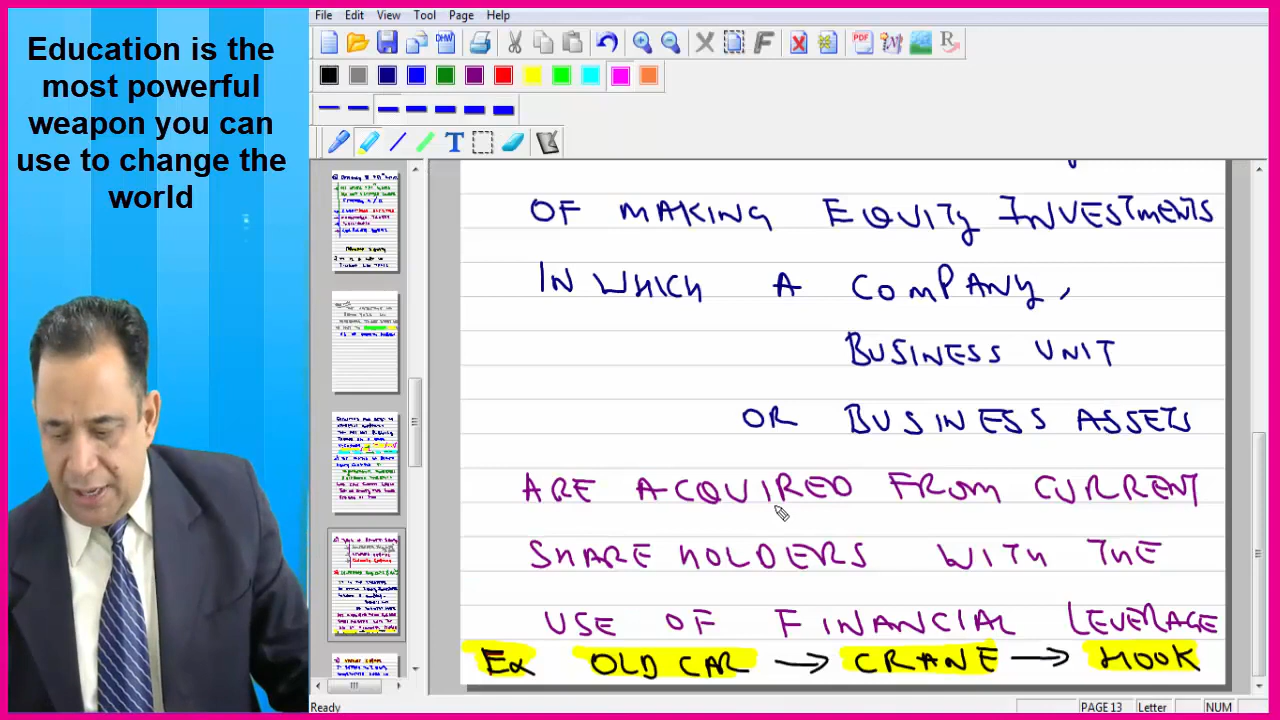 Education is the
most powerful
weapon you can
use to change the
world
File Edit View Tool Page Help
DHW PDF
OF MAKING EQUITY INVESTMENTS
IN WHICH A COMPANY,
BUSINESS UNIT
OR BUSINESS ASSETS
ARE ACQUIRED FROM CURRENT
SHARE HOLDERS WITH THE
USE OF FINANCIAL LEVERAGE
Ex OLD CAR → CRANE → HOOK
Ready PAGE 13 Letter NUM